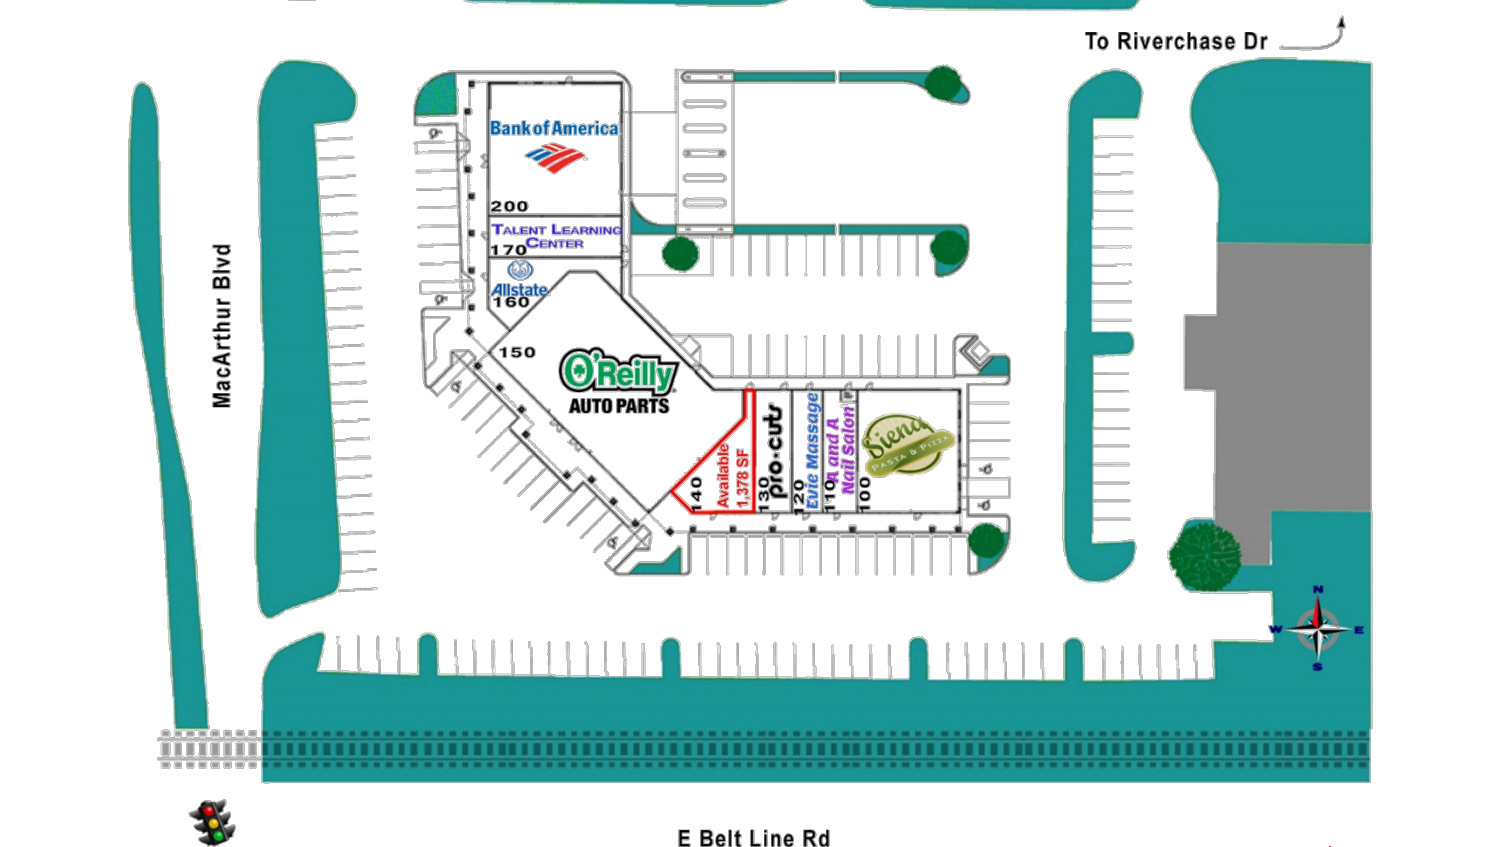 To Riverchase Dr
MacArthur Blvd
Bank of America
200
TALENT LEARNING
CENTER
170
Allstate
160
150
O'Reilly
AUTO PARTS
140
Available
1,378 SF
130
pro·cuts
120
Evie Massage
110
A and A
Nail Salon
100
Siena
PASTA & PIZZA
N
W
E
S
E Belt Line Rd